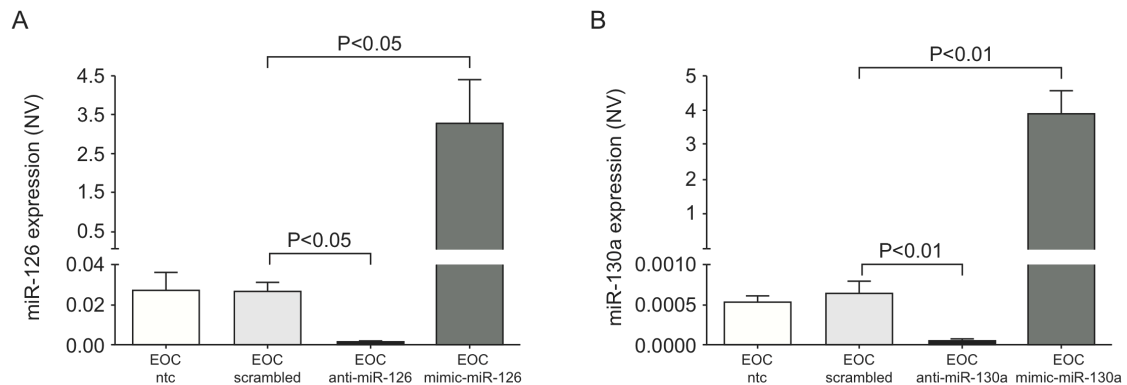 A
P<0.05
4.5
3.5
2.5
1.5
0.5
0.04
0.02
0.00
miR-126 expression (NV)
P<0.05
EOC ntc
EOC scrambled
EOC anti-miR-126
EOC mimic-miR-126
B
P<0.01
5
4
3
2
1
0.0010
0.0005
0.0000
miR-130a expression (NV)
P<0.01
EOC ntc
EOC scrambled
EOC anti-miR-130a
EOC mimic-miR-130a